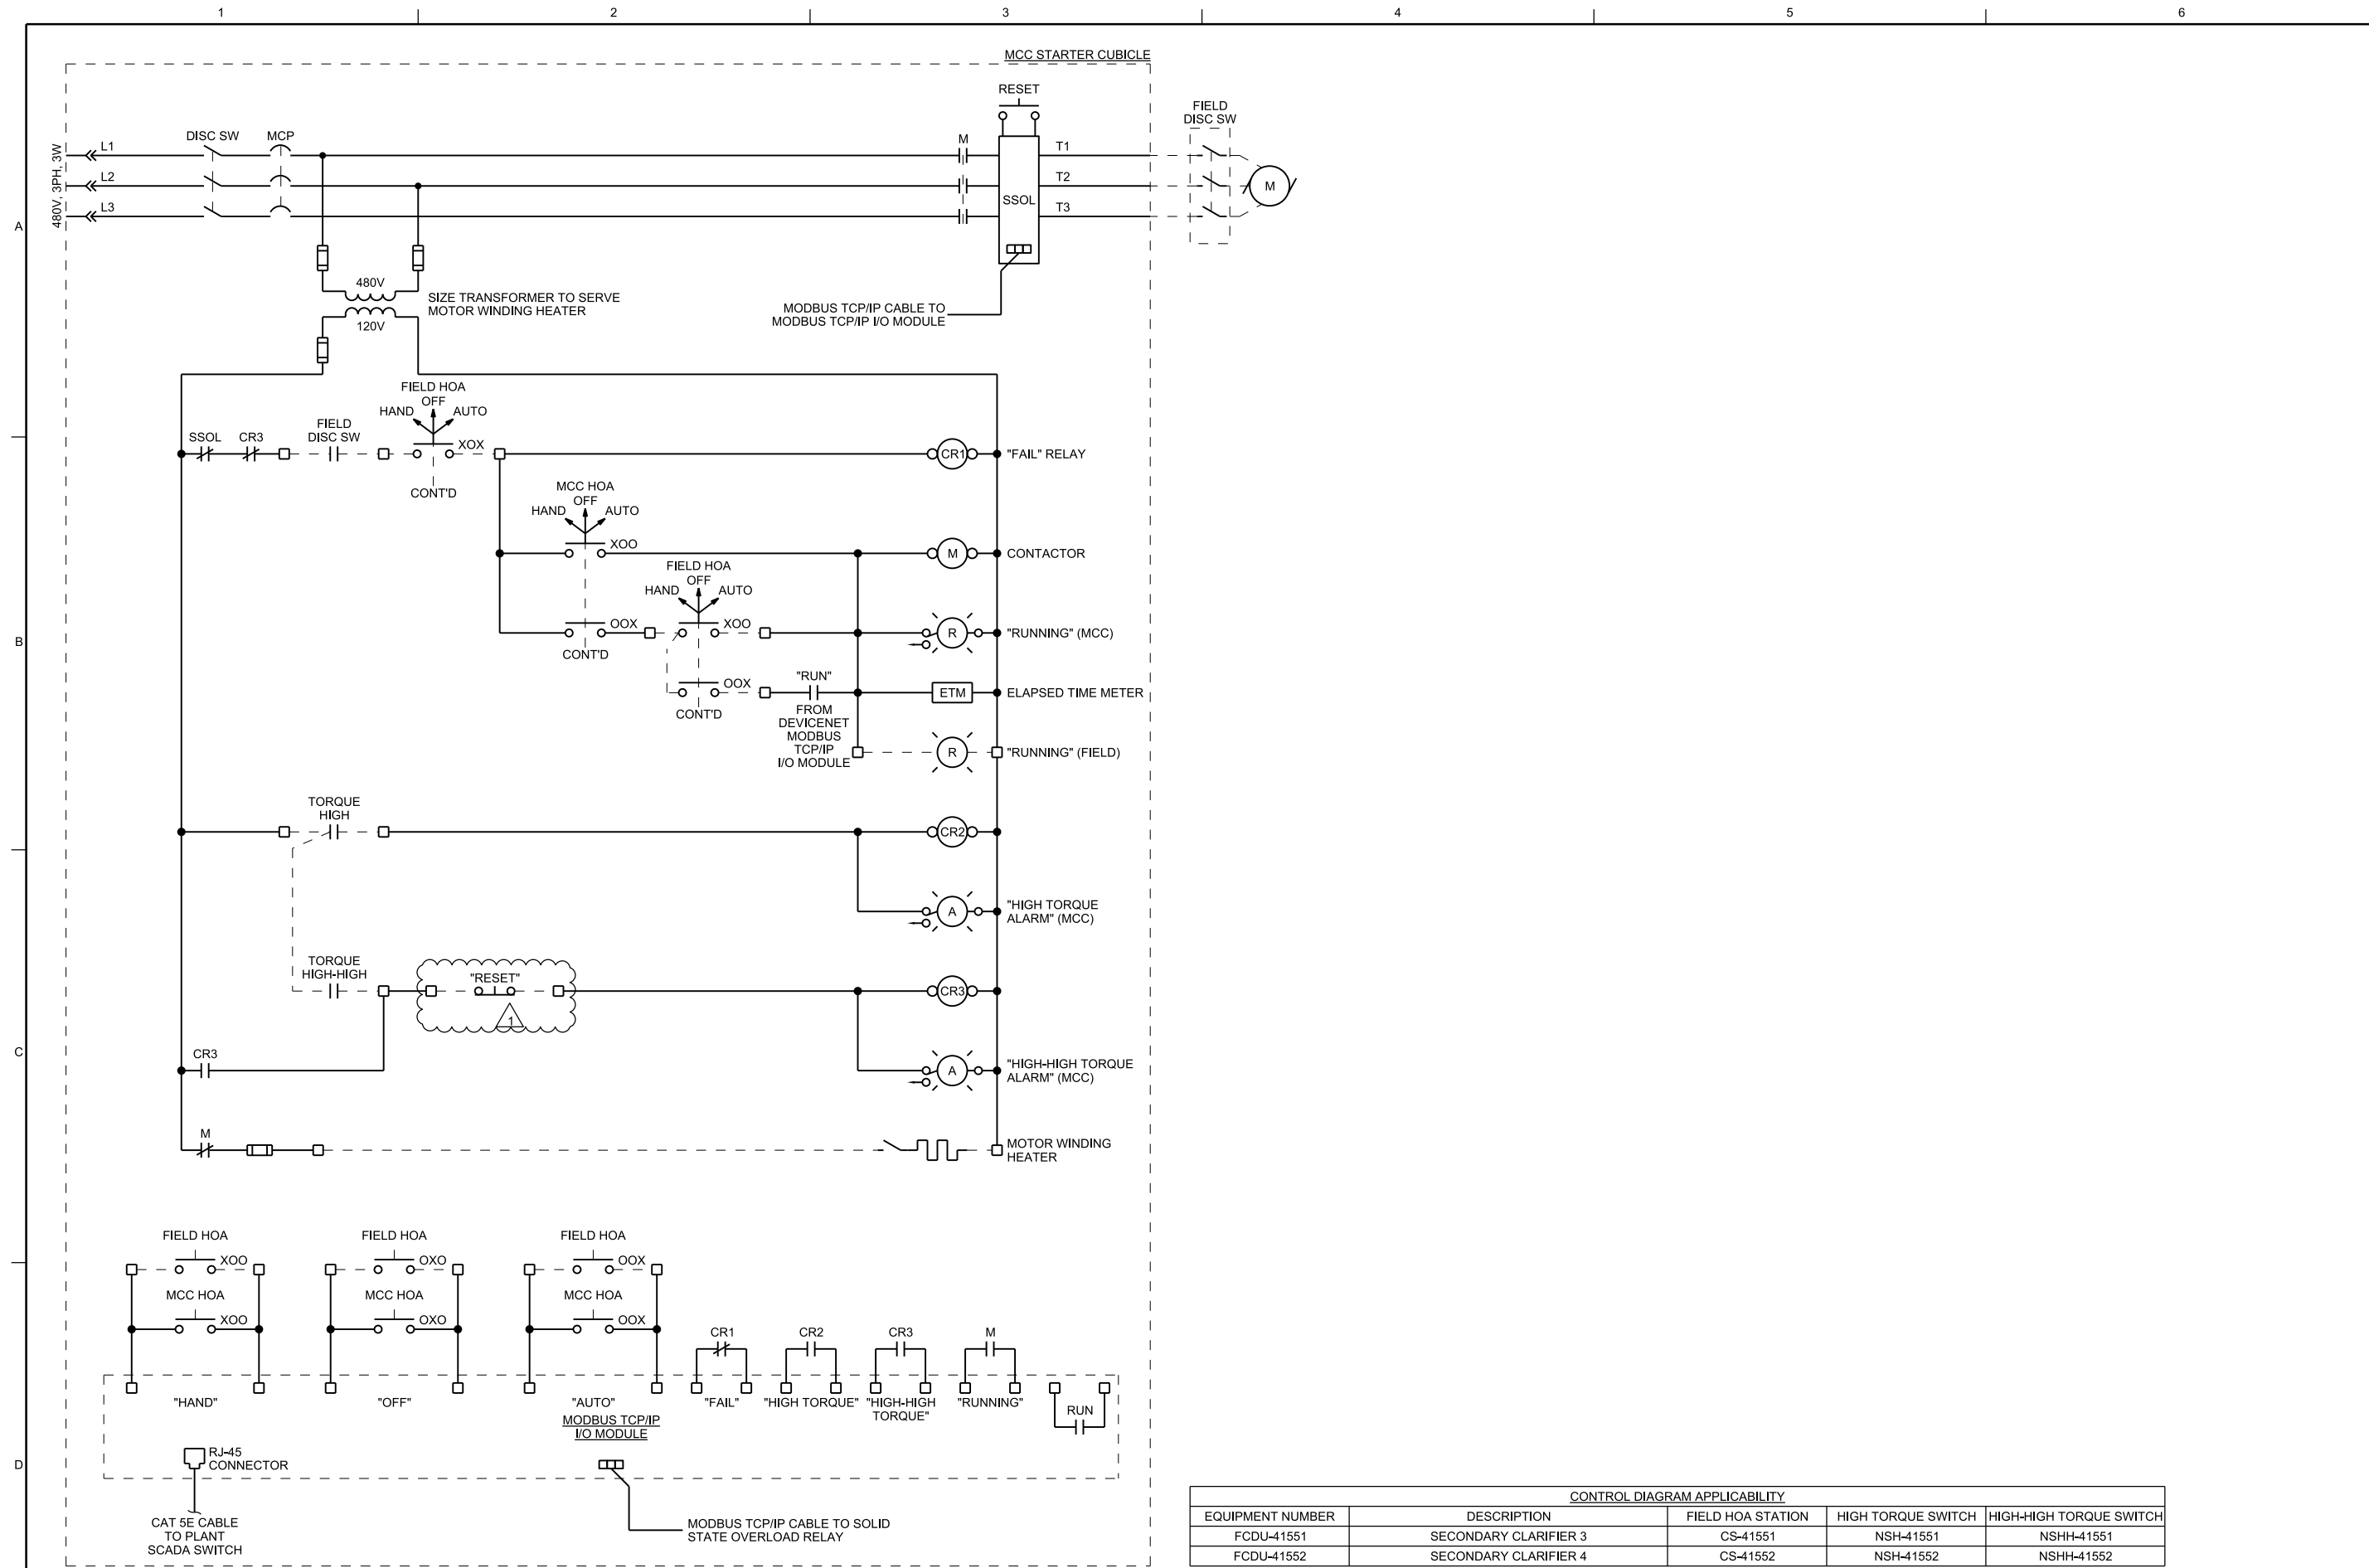 1 2 3 4 5 6
MCC STARTER CUBICLE
RESET
FIELD
DISC SW
DISC SW MCP M
480V, 3PH, 3W
L1 T1
L2 T2
L3 T3
M
SSOL
A
480V
120V
SIZE TRANSFORMER TO SERVE
MOTOR WINDING HEATER
MODBUS TCP/IP CABLE TO
MODBUS TCP/IP I/O MODULE
FIELD HOA
OFF
HAND AUTO
FIELD
DISC SW
SSOL CR3 XOX
CR1 "FAIL" RELAY
CONT'D
MCC HOA
OFF
HAND AUTO
XOO
M CONTACTOR
FIELD HOA
OFF
HAND AUTO
OOX XOO
R "RUNNING" (MCC)
B
CONT'D
"RUN"
OOX
ETM ELAPSED TIME METER
CONT'D
FROM
DEVICENET
MODBUS
TCP/IP
I/O MODULE
R "RUNNING" (FIELD)
TORQUE
HIGH
CR2
A "HIGH TORQUE
ALARM" (MCC)
TORQUE
HIGH-HIGH
"RESET"
1
CR3
C
CR3
A "HIGH-HIGH TORQUE
ALARM" (MCC)
M
MOTOR WINDING
HEATER
FIELD HOA FIELD HOA FIELD HOA
XOO OXO OOX
MCC HOA MCC HOA MCC HOA
XOO OXO OOX
CR1 CR2 CR3 M
"HAND" "OFF" "AUTO" "FAIL" "HIGH TORQUE" "HIGH-HIGH
TORQUE" "RUNNING"
RUN
MODBUS TCP/IP
I/O MODULE
RJ-45
CONNECTOR
D
CAT 5E CABLE
TO PLANT
SCADA SWITCH
MODBUS TCP/IP CABLE TO SOLID
STATE OVERLOAD RELAY
CONTROL DIAGRAM APPLICABILITY
EQUIPMENT NUMBER DESCRIPTION FIELD HOA STATION HIGH TORQUE SWITCH HIGH-HIGH TORQUE SWITCH
FCDU-41551 SECONDARY CLARIFIER 3 CS-41551 NSH-41551 NSHH-41551
FCDU-41552 SECONDARY CLARIFIER 4 CS-41552 NSH-41552 NSHH-41552